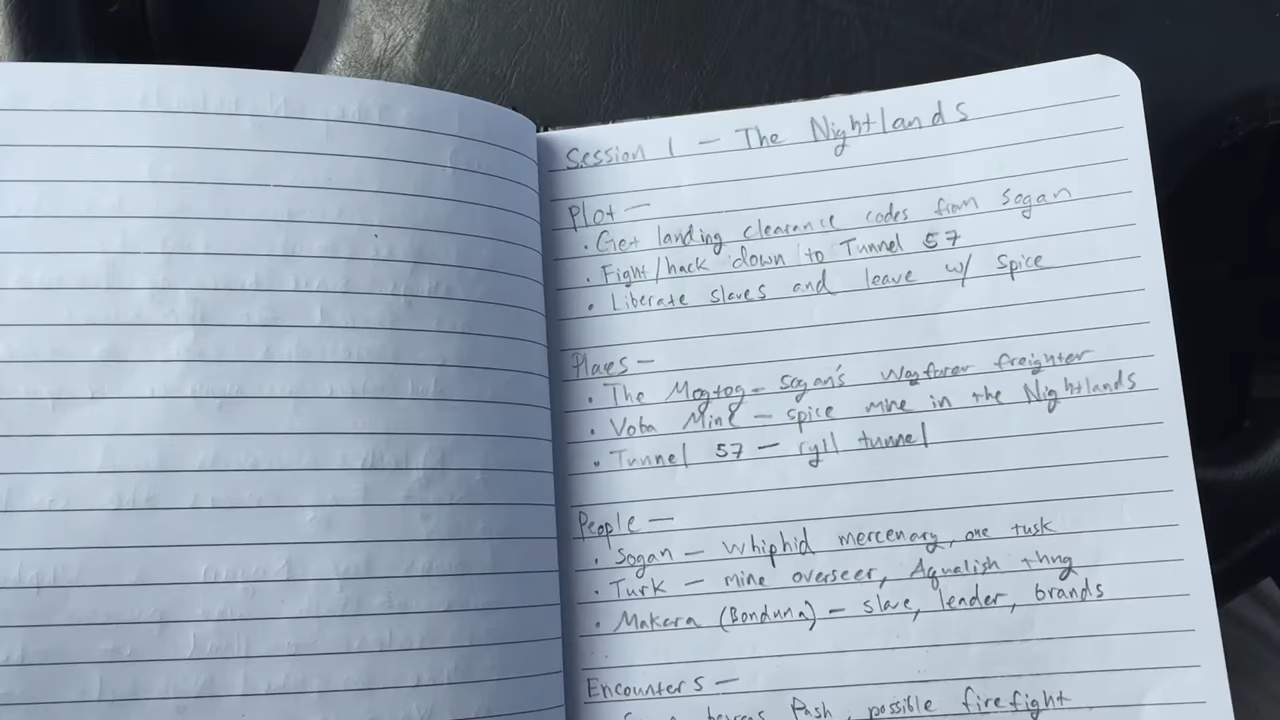 Session 1 — The Nightlands
Plot —
• Get landing clearance codes from Sogan
• Fight/hack down to Tunnel 57
• Liberate slaves and leave w/ spice
Places —
• The Mogtog — Sogan's Wayfarer freighter
• Voba Mine — spice mine in the Nightlands
• Tunnel 57 — ryll tunnel
People —
• Sogan — Whiphid mercenary, one tusk
• Turk — mine overseer, Aqualish thug
• Makara (Bonduna) — slave, leader, brands
Encounters —
possible firefight